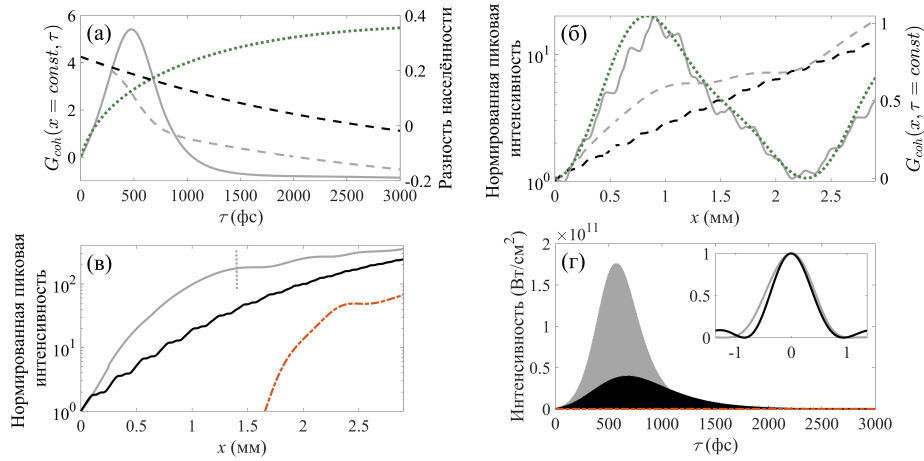 (а)
6
4
2
0
G_coh(x = const, τ)
0.4
0.2
0
-0.2
Разность населённости
0 500 1000 1500 2000 2500 3000
τ (фс)
(б)
10^1
10^0
Нормированная пиковая
интенсивность
1
0.5
0
G_coh(x, τ = const)
0 0.5 1 1.5 2 2.5
x (мм)
(в)
10^2
10^1
10^0
Нормированная пиковая
интенсивность
0 0.5 1 1.5 2 2.5
x (мм)
×10^11
(г)
2
1.5
1
0.5
0
Интенсивность (Вт/см²)
1
0.5
0
-1 0 1
0 500 1000 1500 2000 2500 3000
τ (фс)